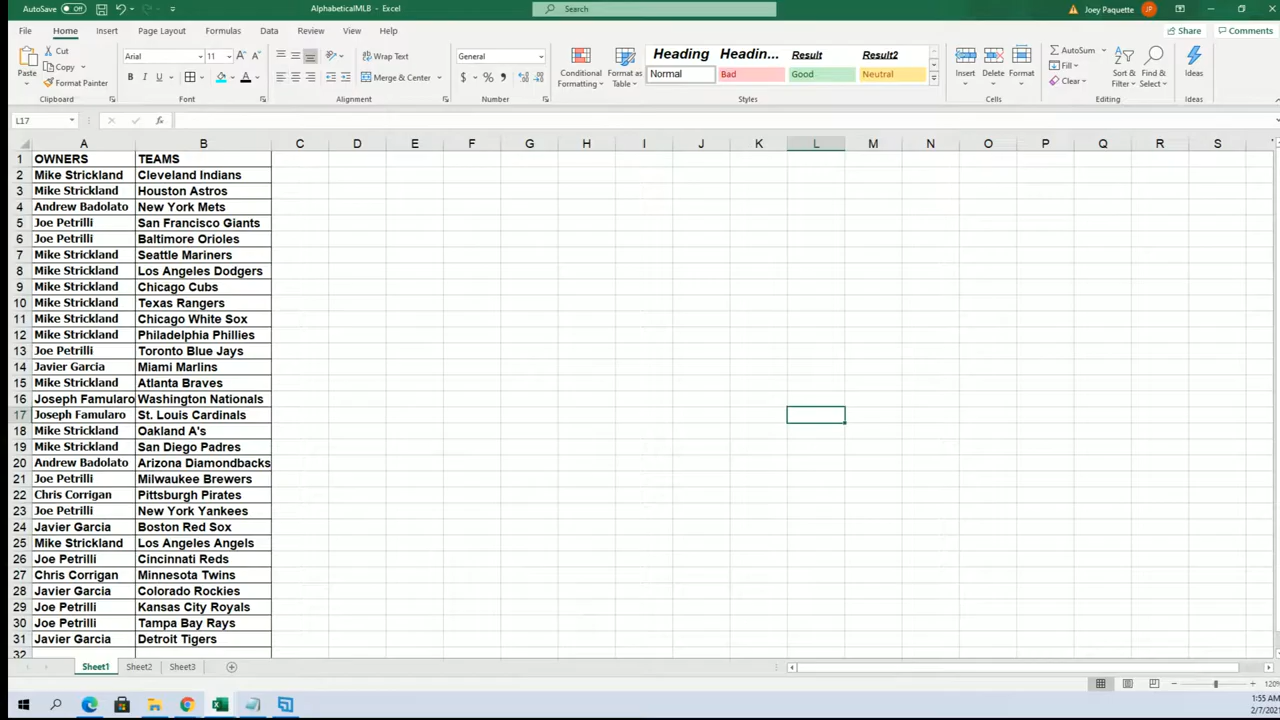 AutoSave Off AlphabeticalMLB - Excel Search Joey Paquette JP
File Home Insert Page Layout Formulas Data Review View Help Share Comments
Paste Cut Copy Format Painter Clipboard
Arial 11 A A B I U A Font
Wrap Text Merge & Center Alignment
General $ % Number
Conditional Formatting Format as Table
Heading Headin... Result Result2
Normal Bad Good Neutral
Styles
Insert Delete Format Cells
AutoSum Fill Clear Sort & Filter Find & Select Editing
Ideas Ideas
L17 fx
A B C D E F G H I J K L M N O P Q R S
1 OWNERS TEAMS
2 Mike Strickland Cleveland Indians
3 Mike Strickland Houston Astros
4 Andrew Badolato New York Mets
5 Joe Petrilli San Francisco Giants
6 Joe Petrilli Baltimore Orioles
7 Mike Strickland Seattle Mariners
8 Mike Strickland Los Angeles Dodgers
9 Mike Strickland Chicago Cubs
10 Mike Strickland Texas Rangers
11 Mike Strickland Chicago White Sox
12 Mike Strickland Philadelphia Phillies
13 Joe Petrilli Toronto Blue Jays
14 Javier Garcia Miami Marlins
15 Mike Strickland Atlanta Braves
16 Joseph Famularo Washington Nationals
17 Joseph Famularo St. Louis Cardinals
18 Mike Strickland Oakland A's
19 Mike Strickland San Diego Padres
20 Andrew Badolato Arizona Diamondbacks
21 Joe Petrilli Milwaukee Brewers
22 Chris Corrigan Pittsburgh Pirates
23 Joe Petrilli New York Yankees
24 Javier Garcia Boston Red Sox
25 Mike Strickland Los Angeles Angels
26 Joe Petrilli Cincinnati Reds
27 Chris Corrigan Minnesota Twins
28 Javier Garcia Colorado Rockies
29 Joe Petrilli Kansas City Royals
30 Joe Petrilli Tampa Bay Rays
31 Javier Garcia Detroit Tigers
32
Sheet1 Sheet2 Sheet3
120%
1:55 AM